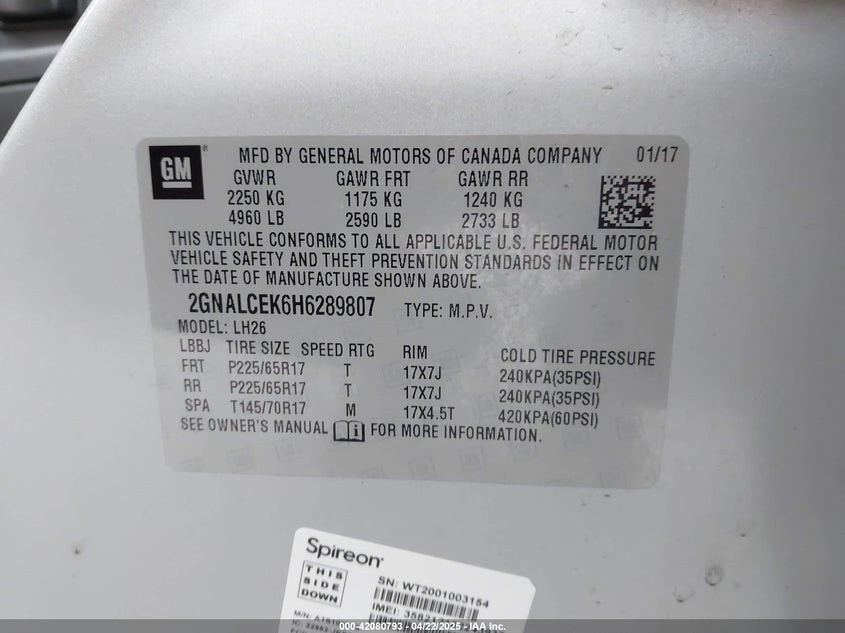 GM ® MFD BY GENERAL MOTORS OF CANADA COMPANY 01/17
GVWR GAWR FRT GAWR RR
2250 KG 1175 KG 1240 KG
4960 LB 2590 LB 2733 LB
THIS VEHICLE CONFORMS TO ALL APPLICABLE U.S. FEDERAL MOTOR
VEHICLE SAFETY AND THEFT PREVENTION STANDARDS IN EFFECT ON
THE DATE OF MANUFACTURE SHOWN ABOVE.
2GNALCEK6H6289807 TYPE: M.P.V.
MODEL: LH26
LBBJ TIRE SIZE SPEED RTG RIM COLD TIRE PRESSURE
FRT P225/65R17 T 17X7J 240KPA(35PSI)
RR P225/65R17 T 17X7J 240KPA(35PSI)
SPA T145/70R17 M 17X4.5T 420KPA(60PSI)
SEE OWNER'S MANUAL i FOR MORE INFORMATION.
Spireon
THIS
SIDE
DOWN
SN: WT2001003154
IMEI:
M/N:
000-42080793 - 04/22/2025 - IAA, Inc.